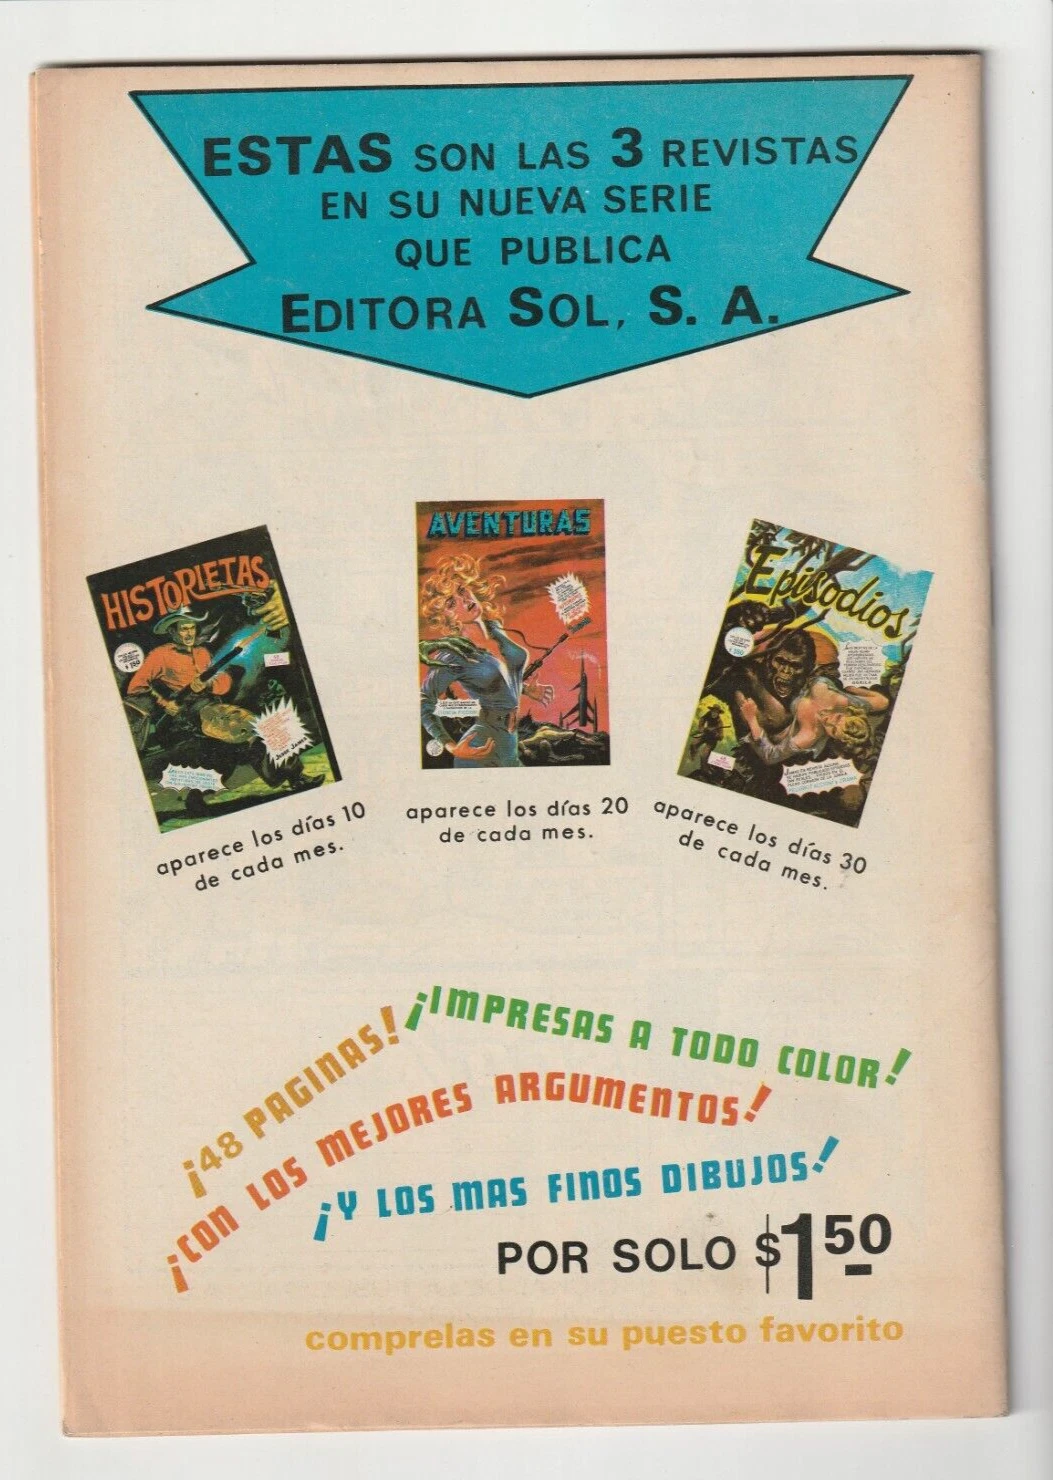 ESTAS SON LAS 3 REVISTAS
EN SU NUEVA SERIE
QUE PUBLICA
EDITORA SOL, S. A.
HISTORIETAS
AVENTURAS
Episodios
aparece los días 10
de cada mes.
aparece los días 20
de cada mes.
aparece los días 30
de cada mes.
¡48 PAGINAS!
¡IMPRESAS A TODO COLOR!
¡CON LOS MEJORES ARGUMENTOS!
¡Y LOS MAS FINOS DIBUJOS!
POR SOLO $1 50
comprelas en su puesto favorito